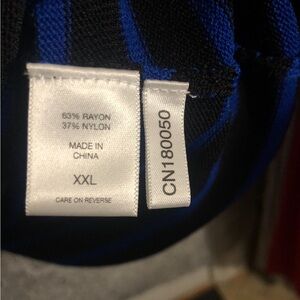 63% RAYON
37% NYLON
MADE IN
CHINA
XXL
CARE ON REVERSE
CN180050